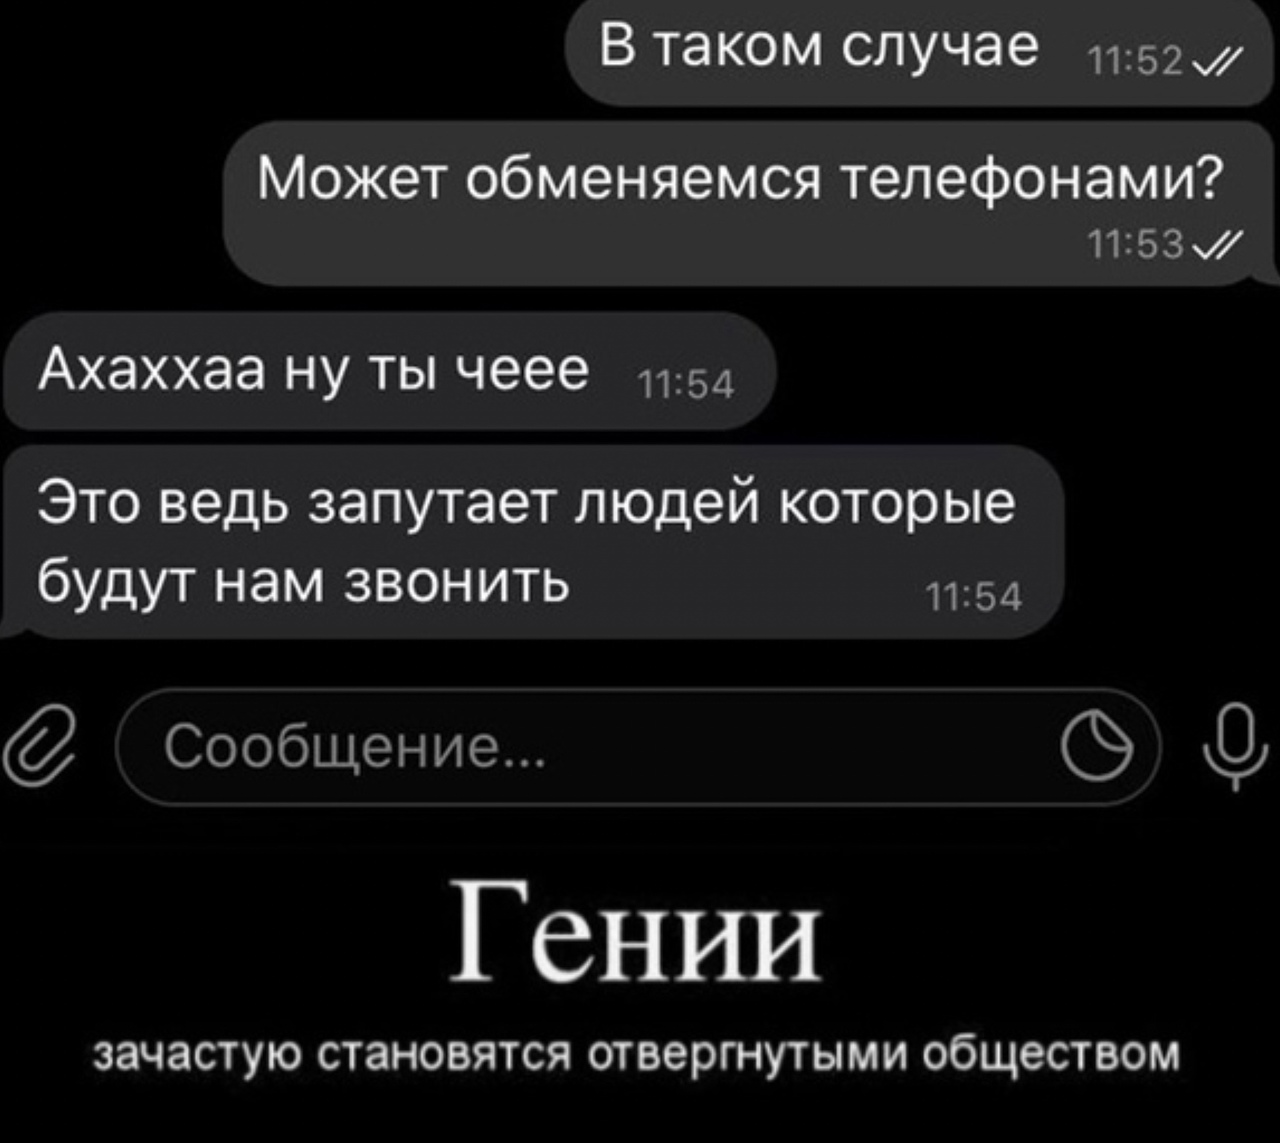 В таком случае 11:52
Может обменяемся телефонами?
11:53
Ахаххаа ну ты чеее 11:54
Это ведь запутает людей которые
будут нам звонить 11:54
Сообщение...
Гении
зачастую становятся отвергнутыми обществом